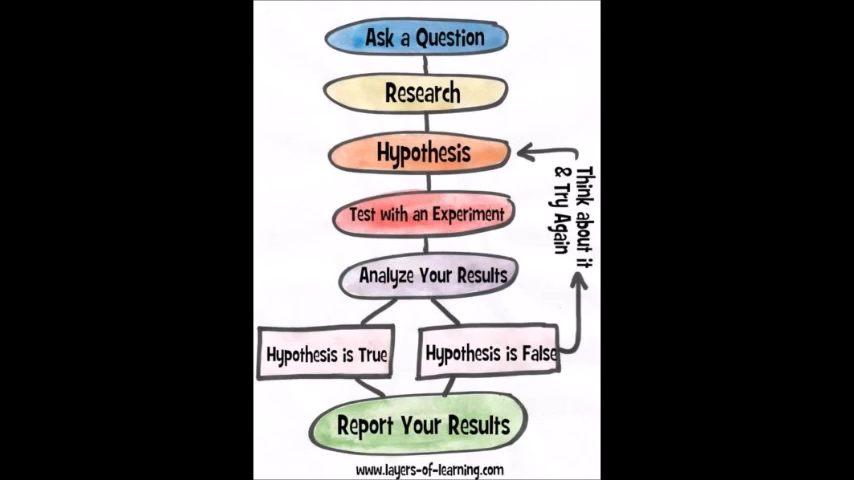 Ask a Question
Research
Hypothesis
Test with an Experiment
Think about it
& Try Again
Analyze Your Results
Hypothesis is True
Hypothesis is False
Report Your Results
www.layers-of-learning.com